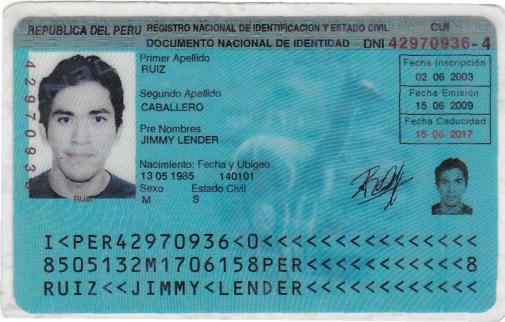 REPUBLICA DEL PERU REGISTRO NACIONAL DE IDENTIFICACION Y ESTADO CIVIL CUI
DOCUMENTO NACIONAL DE IDENTIDAD DNI 42970936-4
Primer Apellido
RUIZ
Segundo Apellido
CABALLERO
Pre Nombres
JIMMY LENDER
Nacimiento: Fecha y Ubigeo
13 05 1985 140101
Sexo Estado Civil
M S
Fecha Inscripción
02 06 2003
Fecha Emisión
15 06 2009
Fecha Caducidad
15 06 2017
42970936
RUIZ
I<PER42970936<0<<<<<<<<<<<<<<<
8505132M1706158PER<<<<<<<<<<<8
RUIZ<<JIMMY<LENDER<<<<<<<<<<<<